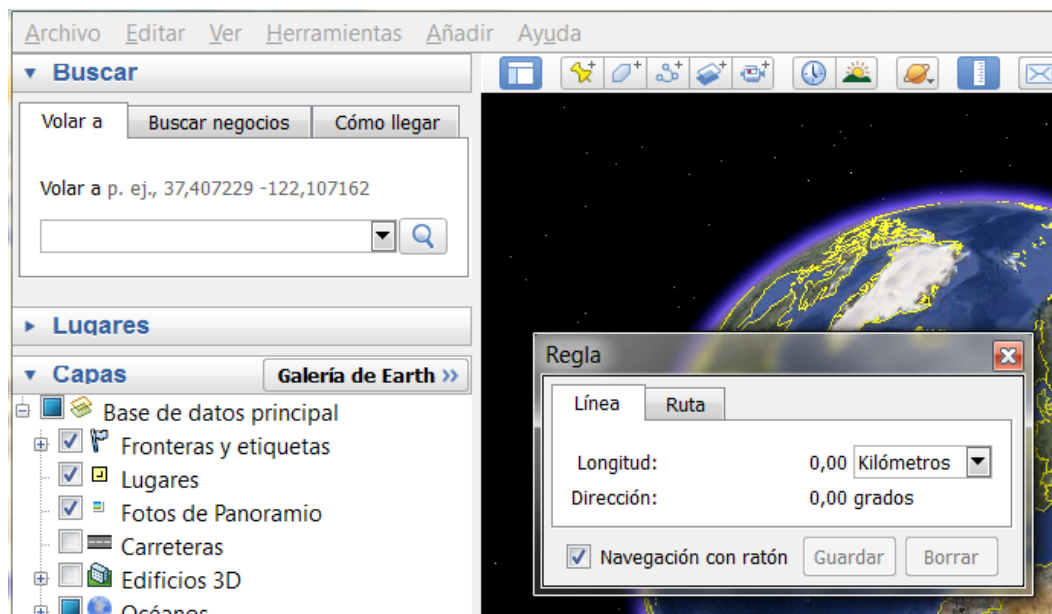 Archivo Editar Ver Herramientas Añadir Ayuda
Buscar
Volar a Buscar negocios Cómo llegar
Volar a p. ej., 37,407229 -122,107162
Lugares
Capas Galería de Earth »
Base de datos principal
Fronteras y etiquetas
Lugares
Fotos de Panoramio
Carreteras
Edificios 3D
Océanos
Regla
Línea Ruta
Longitud: 0,00 Kilómetros
Dirección: 0,00 grados
Navegación con ratón Guardar Borrar